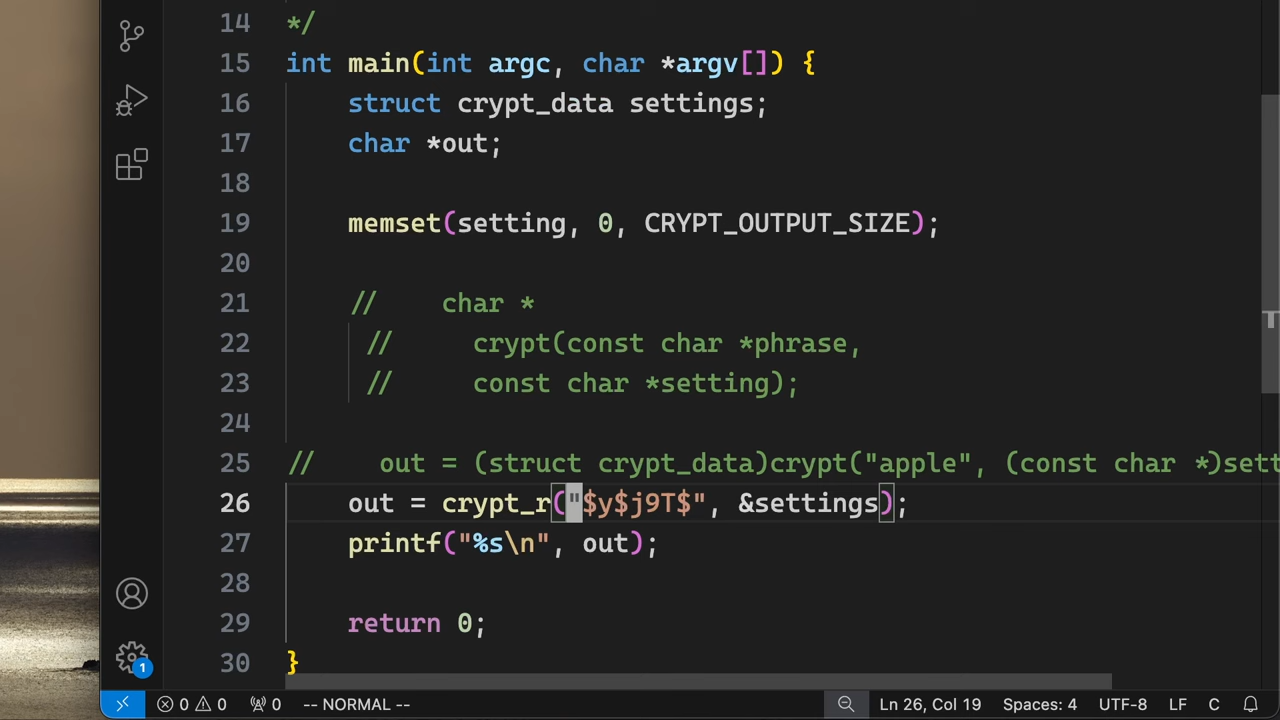 14 */
15 int main(int argc, char *argv[]) {
16 struct crypt_data settings;
17 char *out;
18
19 memset(setting, 0, CRYPT_OUTPUT_SIZE);
20
21 // char *
22 // crypt(const char *phrase,
23 // const char *setting);
24
25 // out = (struct crypt_data)crypt("apple", (const char *)sett
26 out = crypt_r("$y$j9T$", &settings);
27 printf("%s\n", out);
28
29 return 0;
30 }
1
0 0 0 -- NORMAL -- Ln 26, Col 19 Spaces: 4 UTF-8 LF C